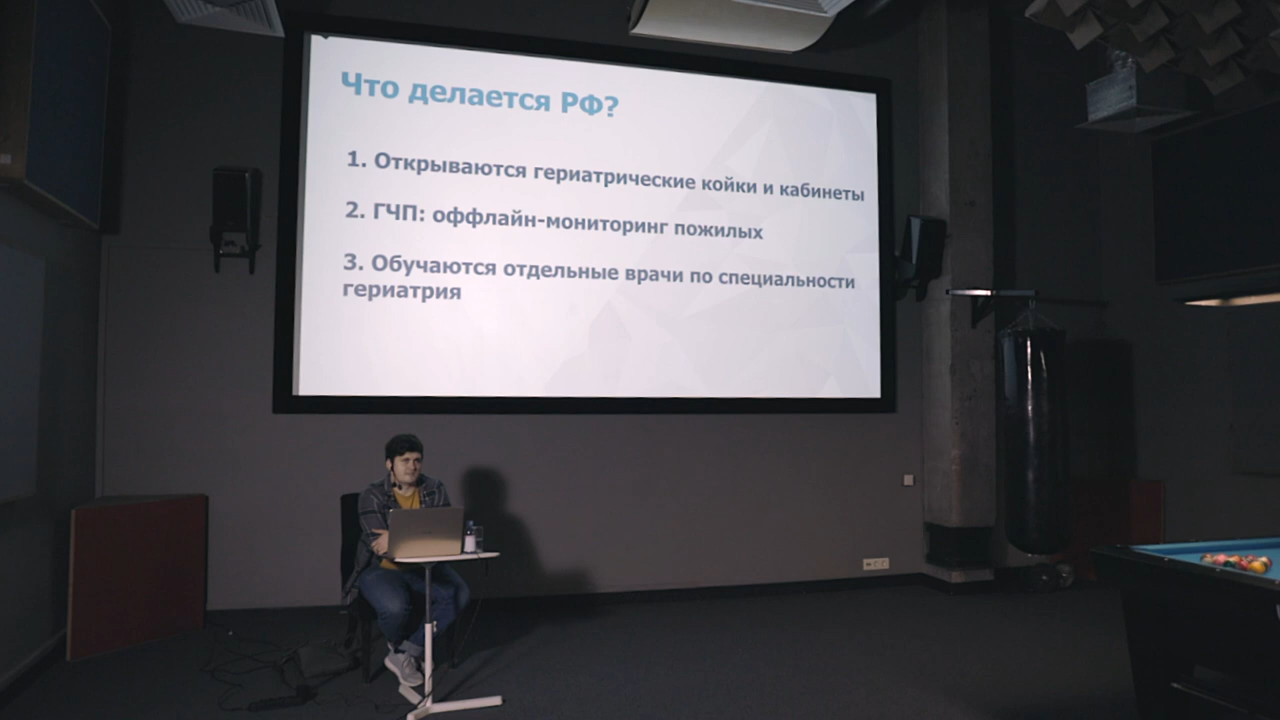 Что делается РФ?
1. Открываются гериатрические койки и кабинеты
2. ГЧП: оффлайн-мониторинг пожилых
3. Обучаются отдельные врачи по специальности
гериатрия